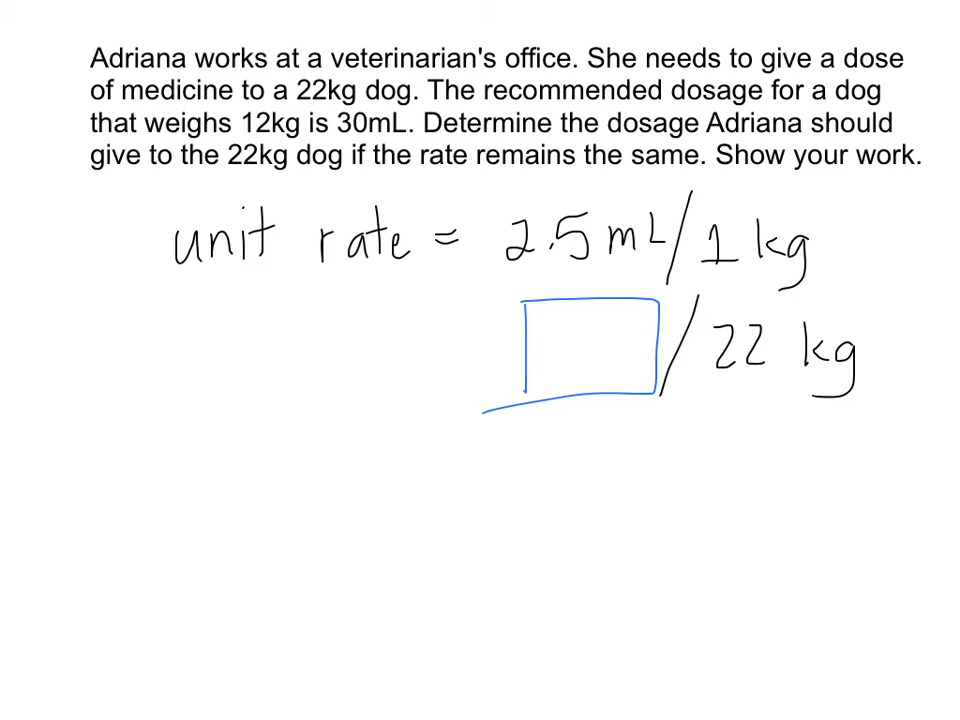 Adriana works at a veterinarian's office. She needs to give a dose
of medicine to a 22kg dog. The recommended dosage for a dog
that weighs 12kg is 30mL. Determine the dosage Adriana should
give to the 22kg dog if the rate remains the same. Show your work.
unit rate = 2.5 mL/1 kg
/22 kg